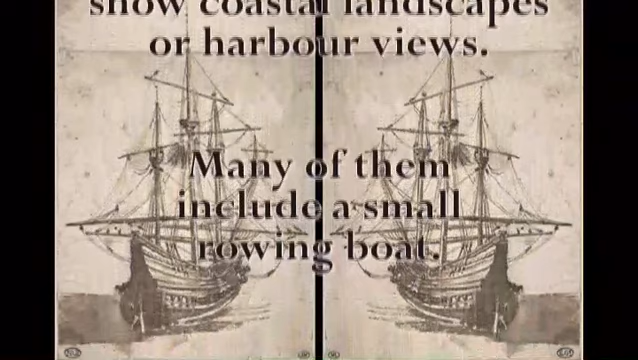 show coastal landscapes
or harbour views.
Many of them
include a small
rowing boat.